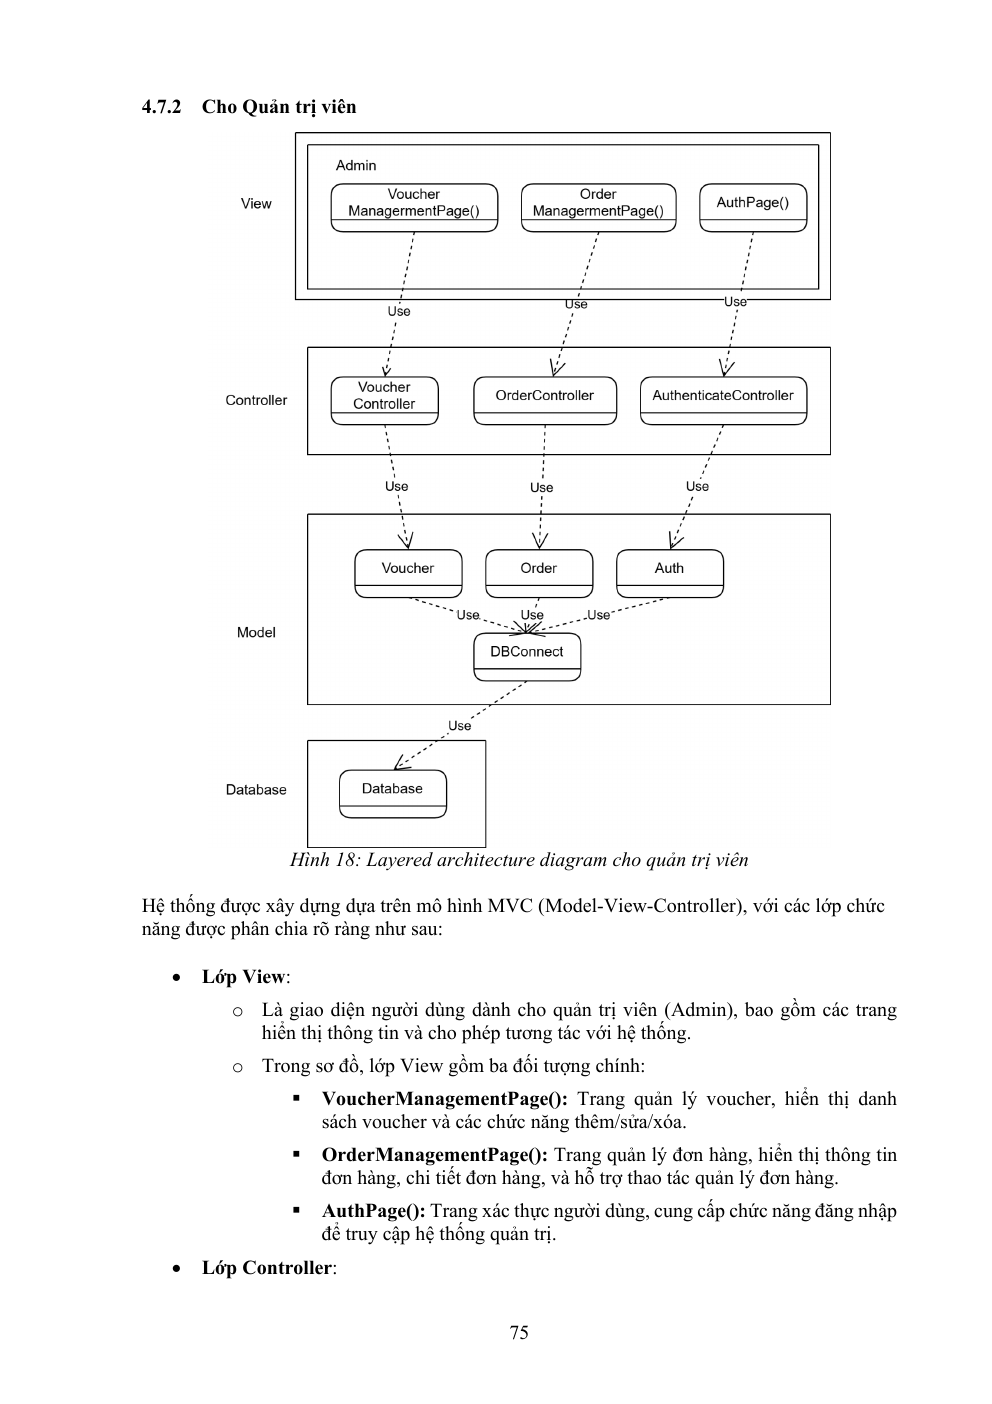 4.7.2 Cho Quản trị viên
Admin
View
Voucher
ManagermentPage()
Order
ManagermentPage()
AuthPage()
Use
Use
Use
Controller
Voucher
Controller
OrderController
AuthenticateController
Use
Use
Use
Model
Voucher
Order
Auth
Use
Use
Use
DBConnect
Use
Database
Database
Hình 18: Layered architecture diagram cho quản trị viên
Hệ thống được xây dựng dựa trên mô hình MVC (Model-View-Controller), với các lớp chức
năng được phân chia rõ ràng như sau:
• Lớp View:
o Là giao diện người dùng dành cho quản trị viên (Admin), bao gồm các trang
hiển thị thông tin và cho phép tương tác với hệ thống.
o Trong sơ đồ, lớp View gồm ba đối tượng chính:
▪ VoucherManagementPage(): Trang quản lý voucher, hiển thị danh
sách voucher và các chức năng thêm/sửa/xóa.
▪ OrderManagementPage(): Trang quản lý đơn hàng, hiển thị thông tin
đơn hàng, chi tiết đơn hàng, và hỗ trợ thao tác quản lý đơn hàng.
▪ AuthPage(): Trang xác thực người dùng, cung cấp chức năng đăng nhập
để truy cập hệ thống quản trị.
• Lớp Controller:
75